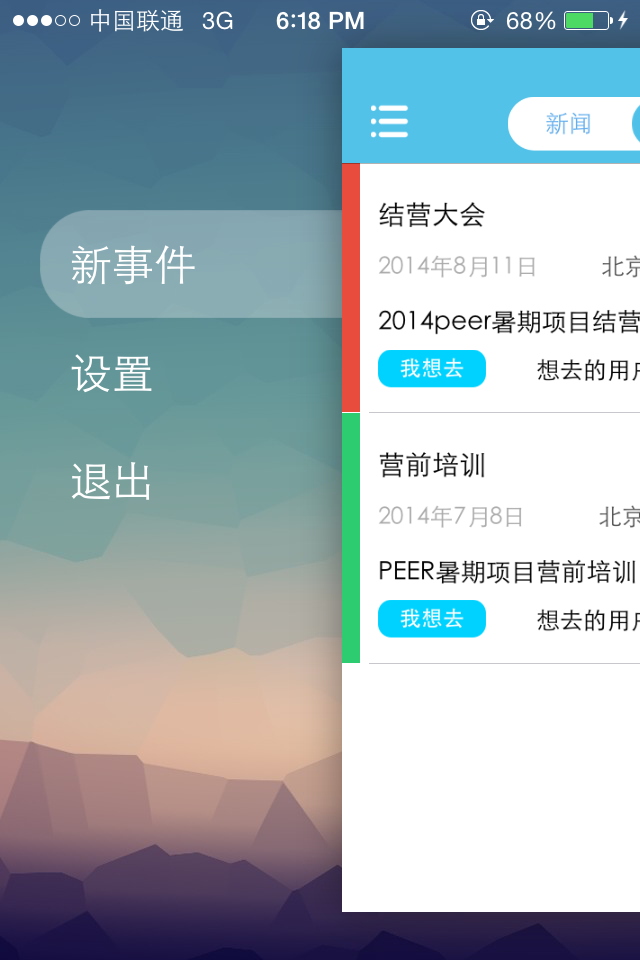 中国联通 3G 6:18 PM 68%
新事件
设置
退出
新闻
结营大会
2014年8月11日 北京
2014peer暑期项目结营
我想去 想去的用户
营前培训
2014年7月8日 北京
PEER暑期项目营前培训
我想去 想去的用户